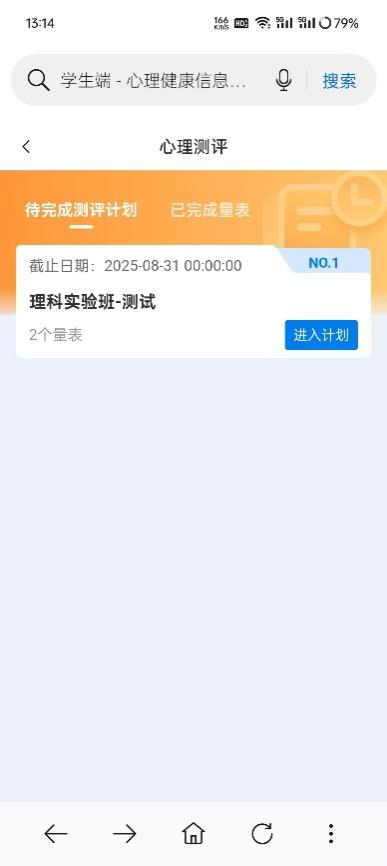 13:14
166 KB/S HD 5G 5G 79%
学生端 - 心理健康信息... 搜索
心理测评
待完成测评计划 已完成量表
截止日期：2025-08-31 00:00:00 NO.1
理科实验班-测试
2个量表 进入计划